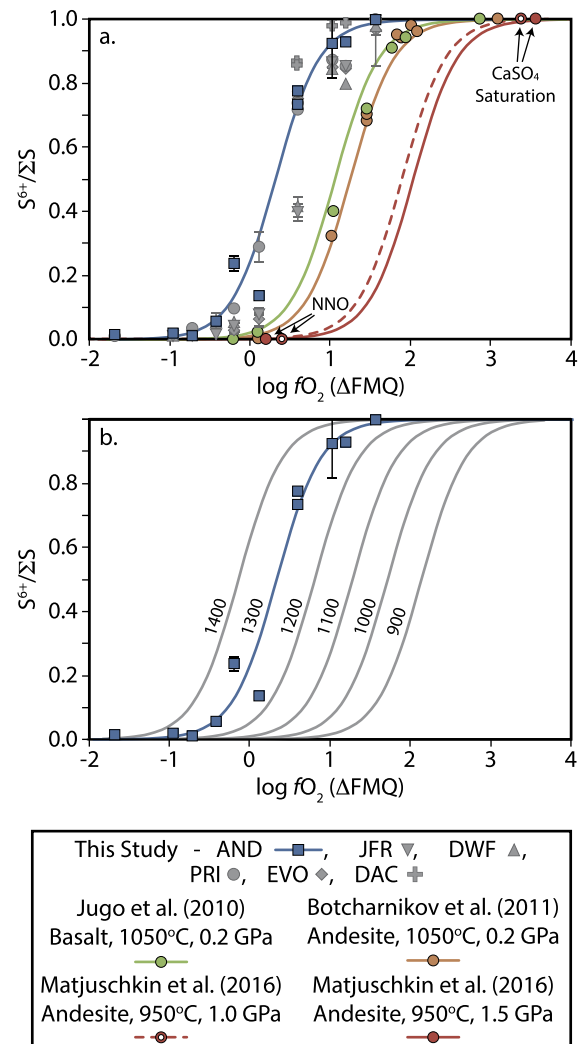 a.
1.0
0.8
0.6
0.4
0.2
0.0
S⁶⁺/ΣS
CaSO₄
Saturation
NNO
-2
-1
0
1
2
3
4
log fO₂ (ΔFMQ)
b.
0.8
0.6
0.4
0.2
0.0
S⁶⁺/ΣS
1400
1300
1200
1100
1000
900
-2
-1
0
1
2
3
4
log fO₂ (ΔFMQ)
This Study - AND , JFR , DWF ,
PRI , EVO , DAC
Jugo et al. (2010) Botcharnikov et al. (2011)
Basalt, 1050ºC, 0.2 GPa Andesite, 1050ºC, 0.2 GPa
Matjuschkin et al. (2016) Matjuschkin et al. (2016)
Andesite, 950ºC, 1.0 GPa Andesite, 950ºC, 1.5 GPa